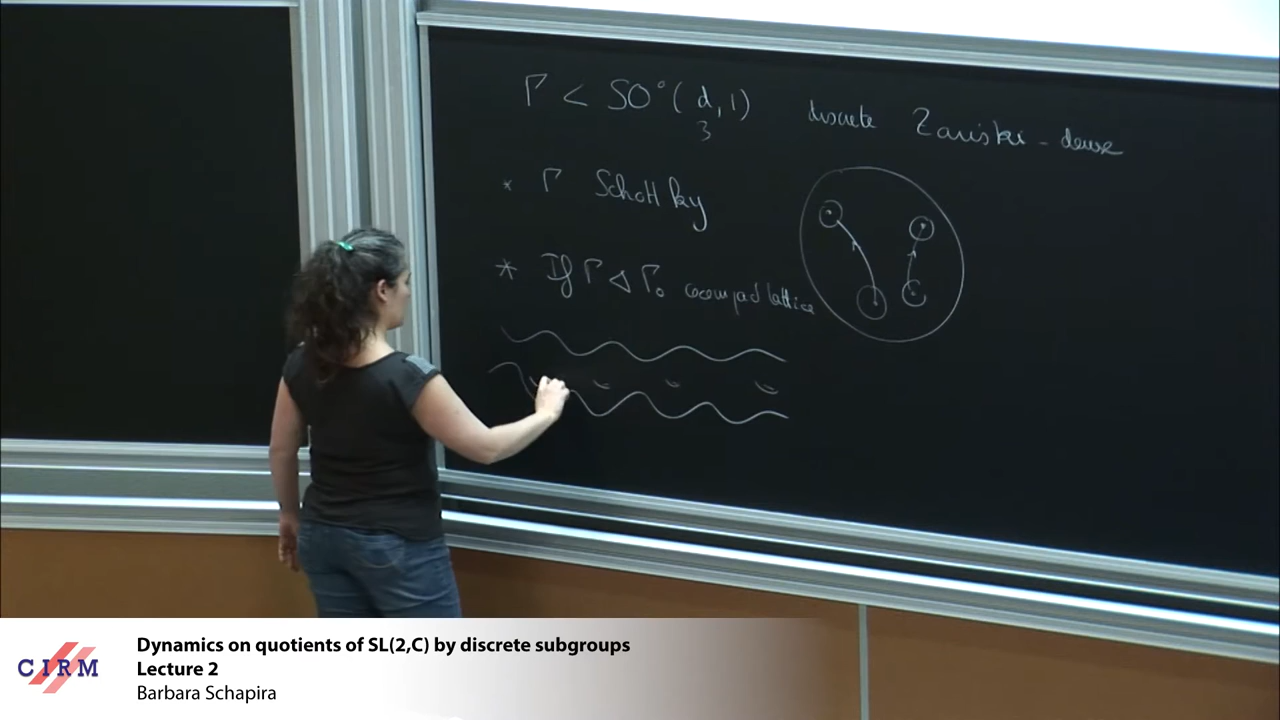 Γ < SO°(d,1) discrete Zariski-dense
3
* Γ Schottky
* If Γ ◁ Γ₀ cocompact lattice
CIRM
Dynamics on quotients of SL(2,C) by discrete subgroups
Lecture 2
Barbara Schapira